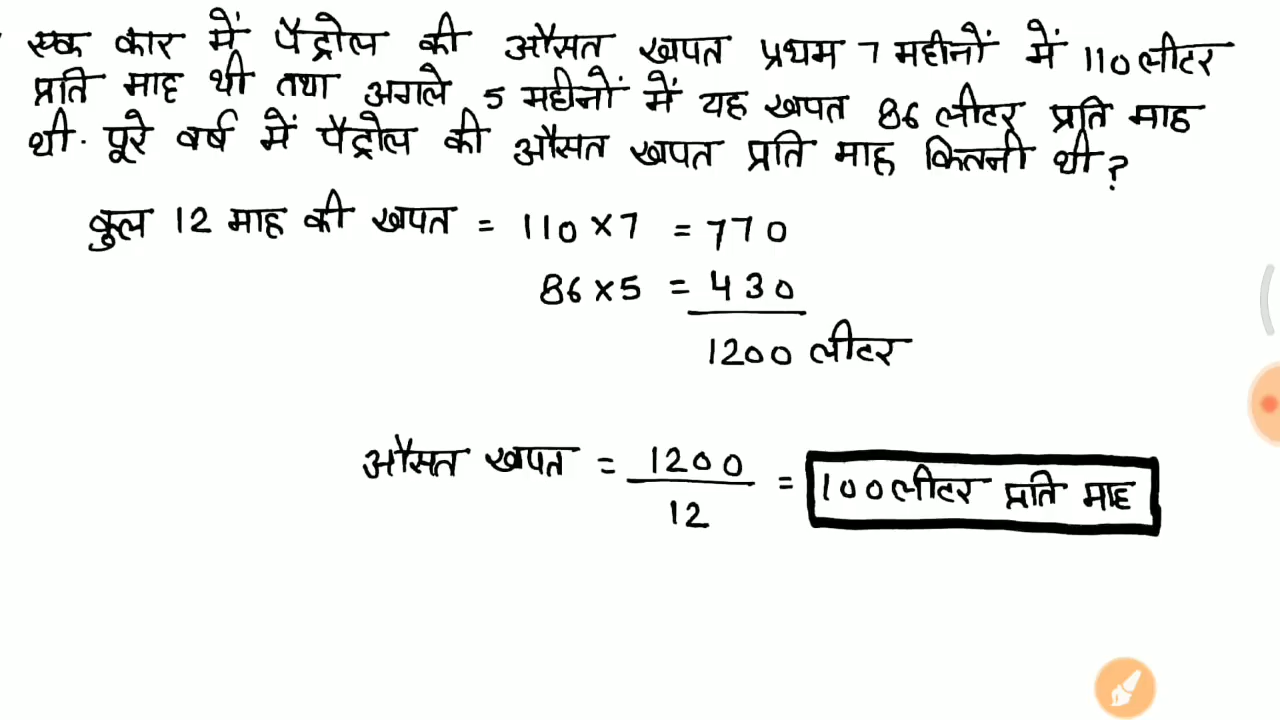 एक कार में पैट्रोल की औसत खपत प्रथम 7 महीनों में 110 लीटर
प्रति माह थी तथा अगले 5 महीनों में यह खपत 86 लीटर प्रति माह
थी. पूरे वर्ष में पैट्रोल की औसत खपत प्रति माह कितनी थी?
कुल 12 माह की खपत = 110 × 7 = 770
86 × 5 = 430
1200 लीटर
औसत खपत = 1200 / 12 = 100 लीटर प्रति माह